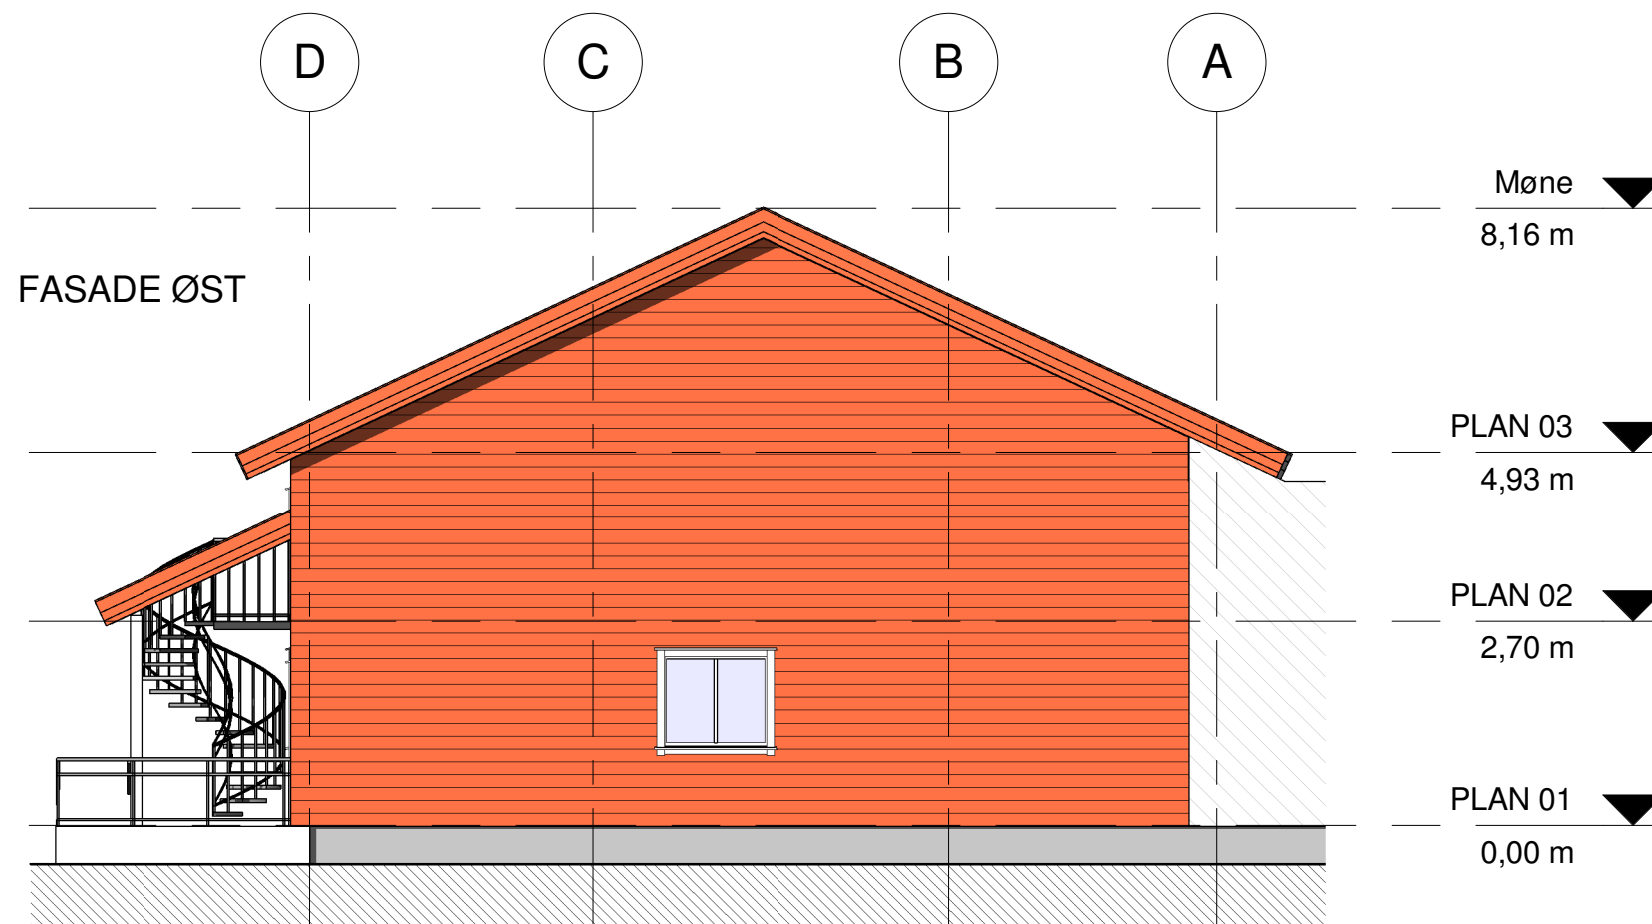 D
C
B
A
Møne
8,16 m
FASADE ØST
PLAN 03
4,93 m
PLAN 02
2,70 m
PLAN 01
0,00 m